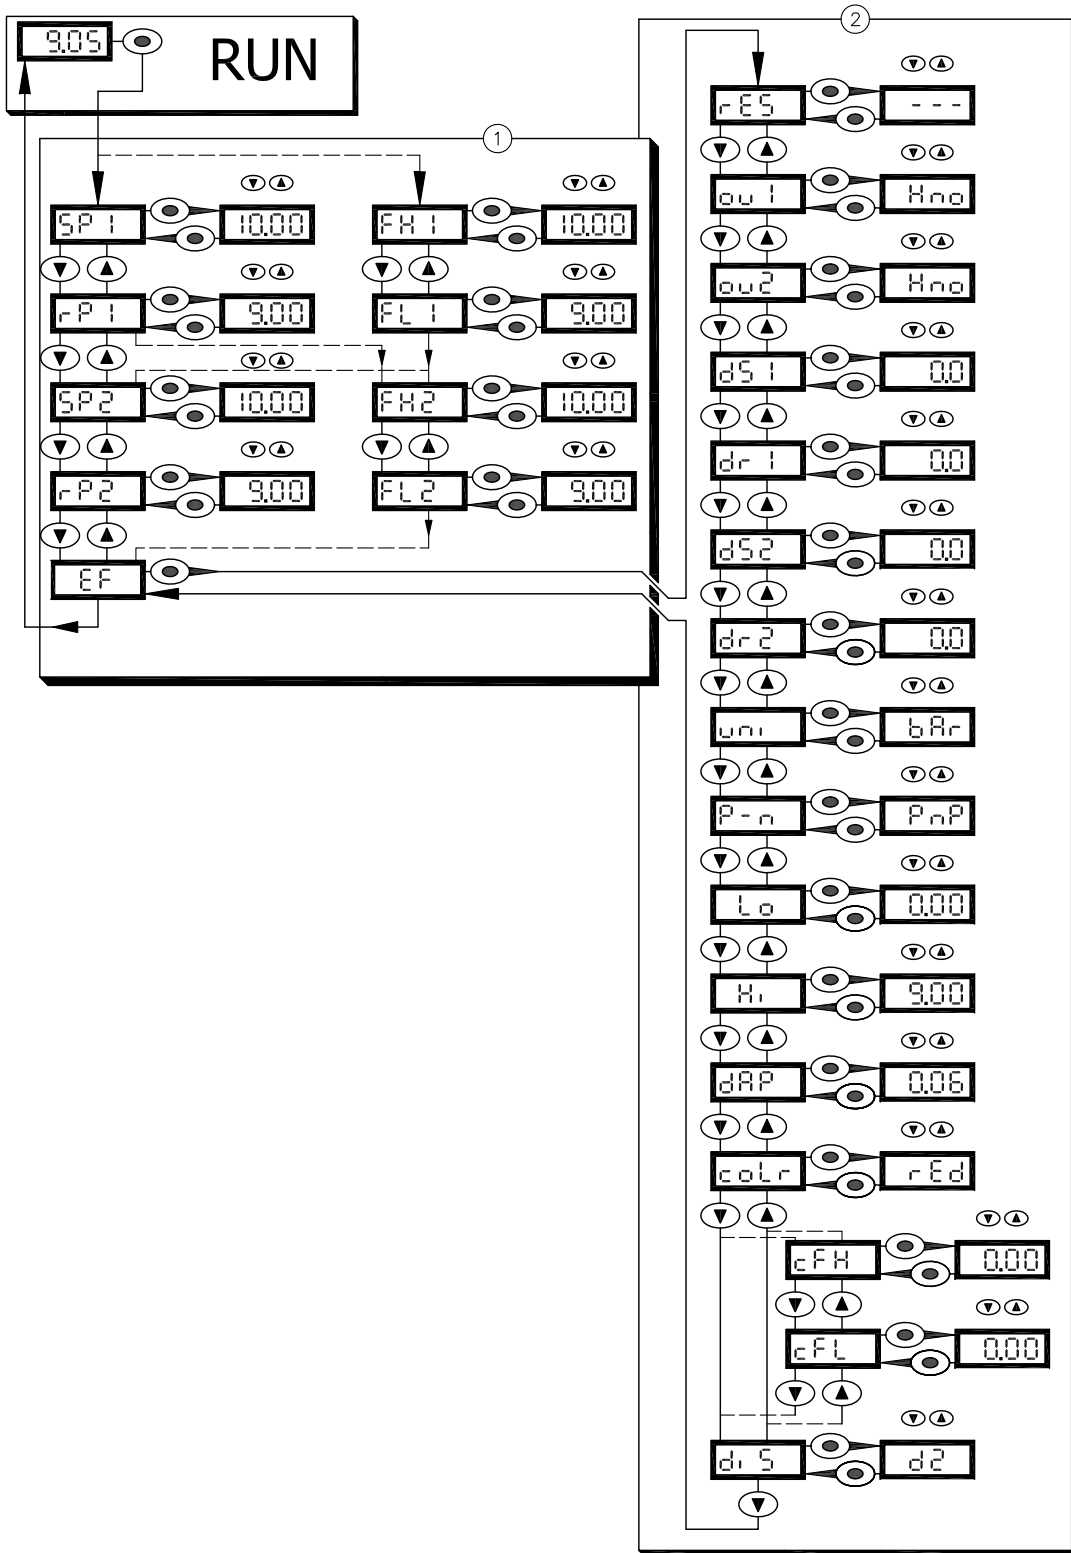 9.05 RUN
1
SP1 10.00 FH1 10.00
rP1 9.00 FL1 9.00
SP2 10.00 FH2 10.00
rP2 9.00 FL2 9.00
EF
2
rES ---
ou1 Hno
ou2 Hno
dS1 0.0
dr1 0.0
dS2 0.0
dr2 0.0
uni bAr
P-n PnP
Lo 0.00
Hi 9.00
dAP 0.06
coLr rEd
cFH 0.00
cFL 0.00
diS d2